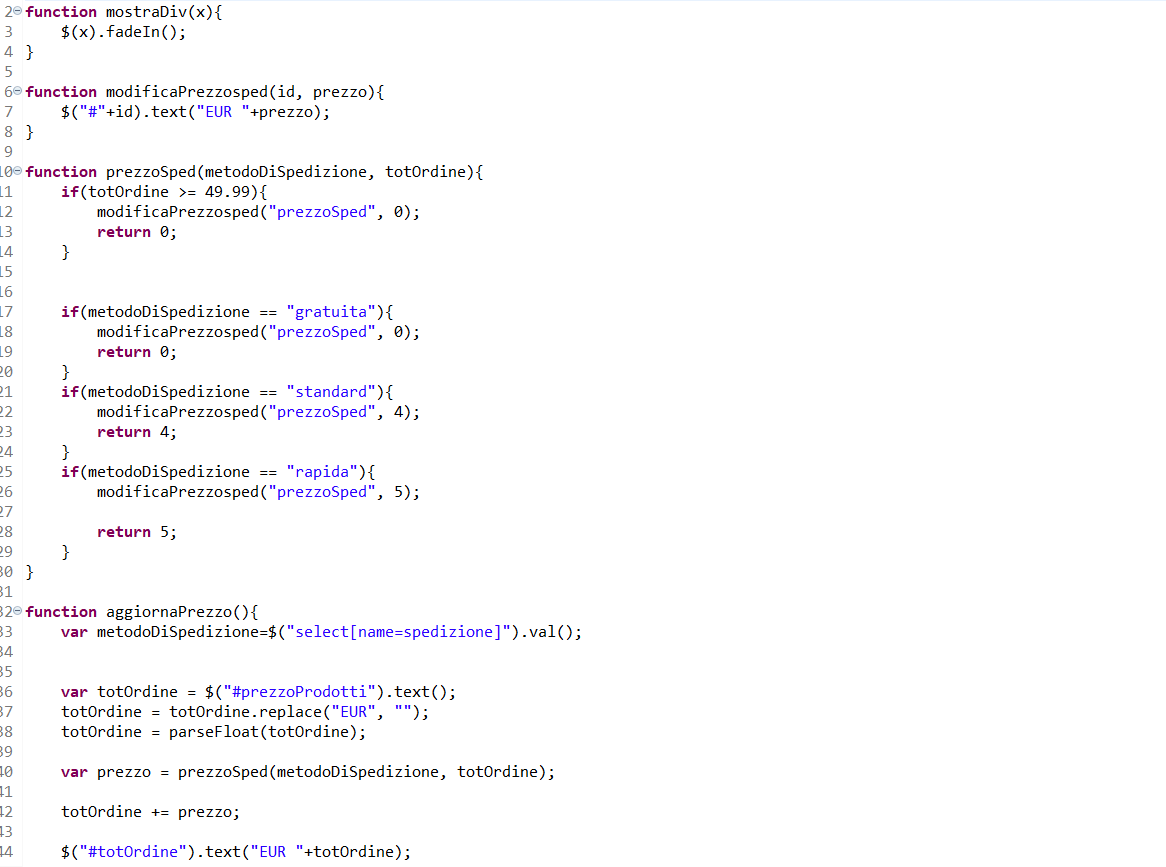 2 function mostraDiv(x){
3 $(x).fadeIn();
4 }
5
6 function modificaPrezzosped(id, prezzo){
7 $("#"+id).text("EUR "+prezzo);
8 }
9
10 function prezzoSped(metodoDiSpedizione, totOrdine){
11 if(totOrdine >= 49.99){
12 modificaPrezzosped("prezzoSped", 0);
13 return 0;
14 }
15
16
17 if(metodoDiSpedizione == "gratuita"){
18 modificaPrezzosped("prezzoSped", 0);
19 return 0;
20 }
21 if(metodoDiSpedizione == "standard"){
22 modificaPrezzosped("prezzoSped", 4);
23 return 4;
24 }
25 if(metodoDiSpedizione == "rapida"){
26 modificaPrezzosped("prezzoSped", 5);
27
28 return 5;
29 }
30 }
31
32 function aggiornaPrezzo(){
33 var metodoDiSpedizione=$("select[name=spedizione]").val();
34
35
36 var totOrdine = $("#prezzoProdotti").text();
37 totOrdine = totOrdine.replace("EUR", "");
38 totOrdine = parseFloat(totOrdine);
39
40 var prezzo = prezzoSped(metodoDiSpedizione, totOrdine);
41
42 totOrdine += prezzo;
43
44 $("#totOrdine").text("EUR "+totOrdine);